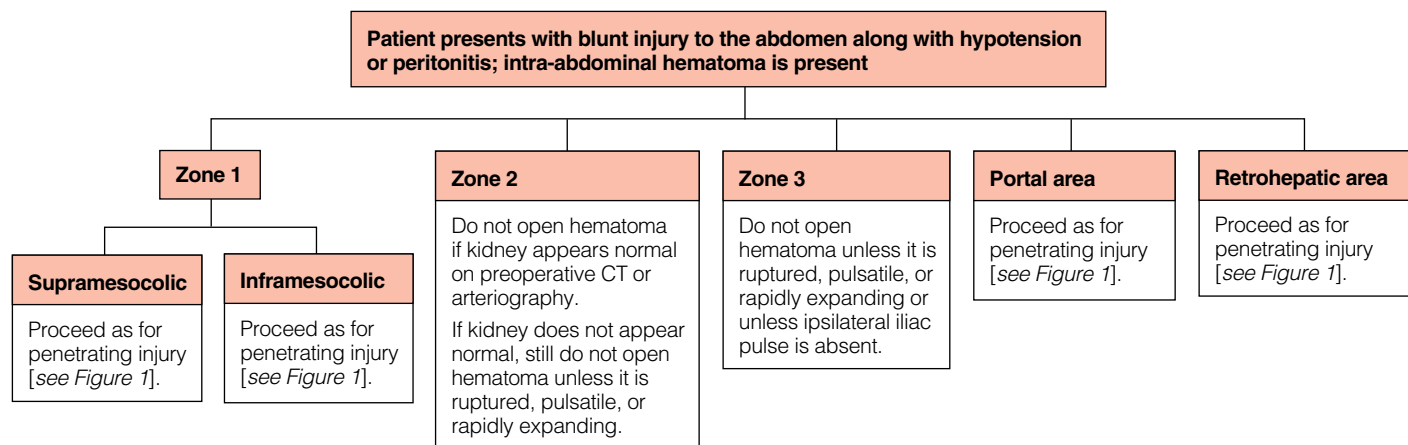 Patient presents with blunt injury to the abdomen along with hypotension
or peritonitis; intra-abdominal hematoma is present
Zone 1
Supramesocolic
Proceed as for
penetrating injury
[see Figure 1].
Inframesocolic
Proceed as for
penetrating injury
[see Figure 1].
Zone 2
Do not open hematoma
if kidney appears normal
on preoperative CT or
arteriography.
If kidney does not appear
normal, still do not open
hematoma unless it is
ruptured, pulsatile, or
rapidly expanding.
Zone 3
Do not open
hematoma unless it is
ruptured, pulsatile, or
rapidly expanding or
unless ipsilateral iliac
pulse is absent.
Portal area
Proceed as for
penetrating injury
[see Figure 1].
Retrohepatic area
Proceed as for
penetrating injury
[see Figure 1].